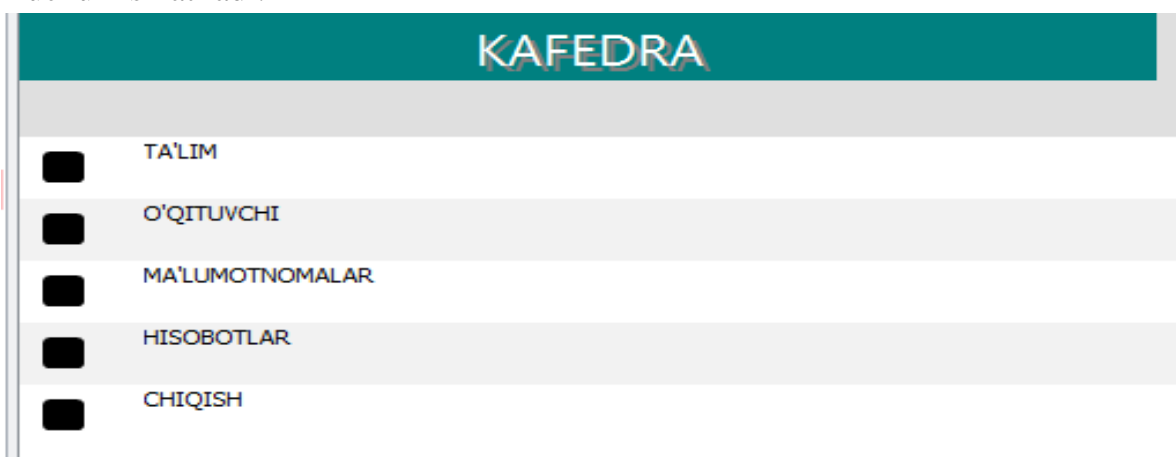 KAFEDRA
TA'LIM
O'QITUVCHI
MA'LUMOTNOMALAR
HISOBOTLAR
CHIQISH